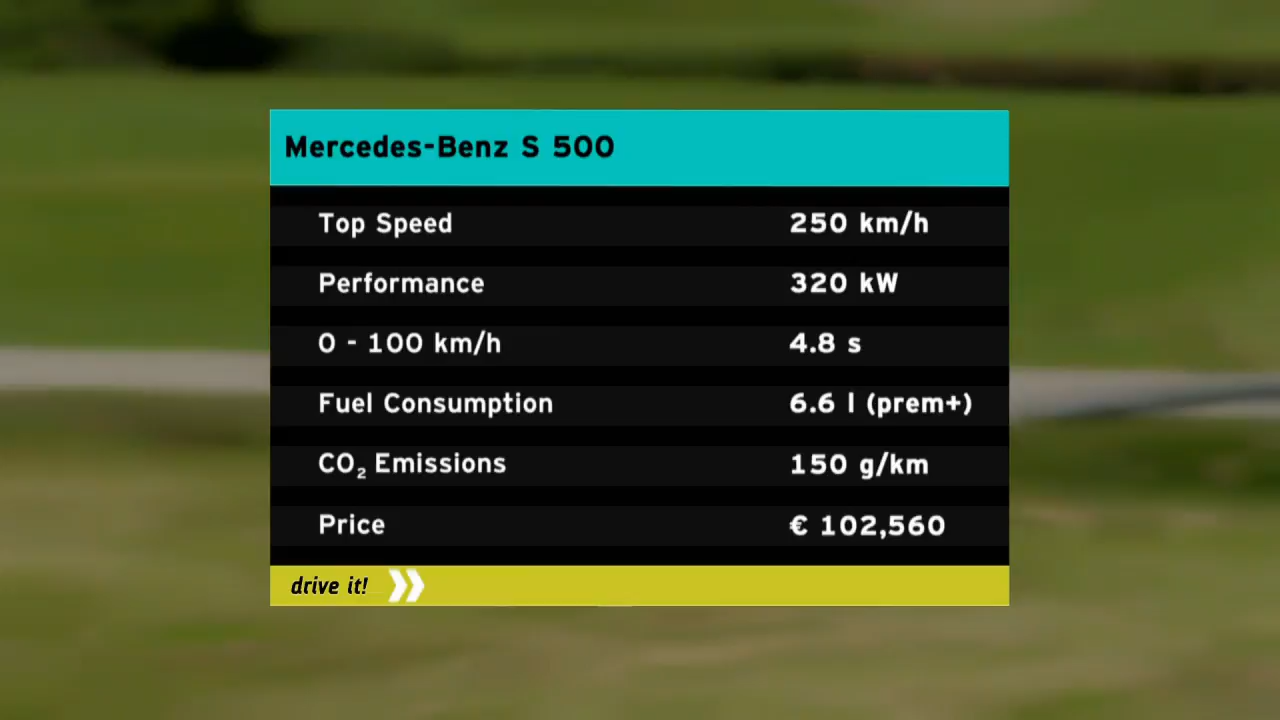 Mercedes-Benz S 500
Top Speed 250 km/h
Performance 320 kW
0 - 100 km/h 4.8 s
Fuel Consumption 6.6 l (prem+)
CO₂ Emissions 150 g/km
Price € 102,560
drive it!